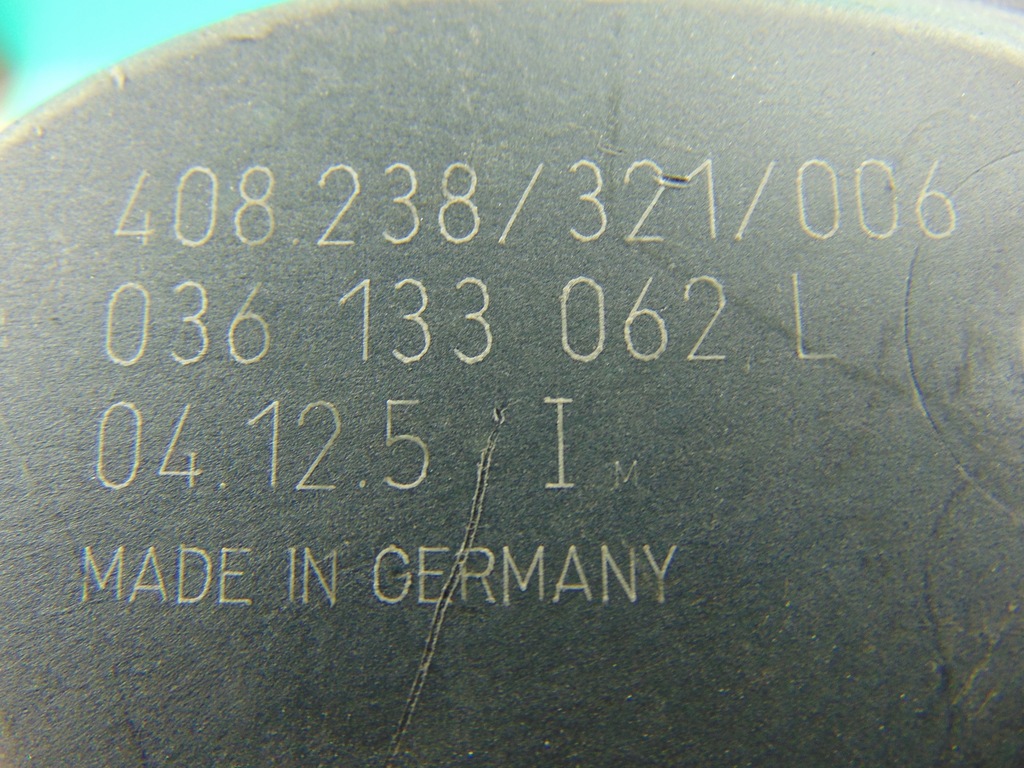 408.238/321/006
036 133 062 L
04.12.5 I M
MADE IN GERMANY